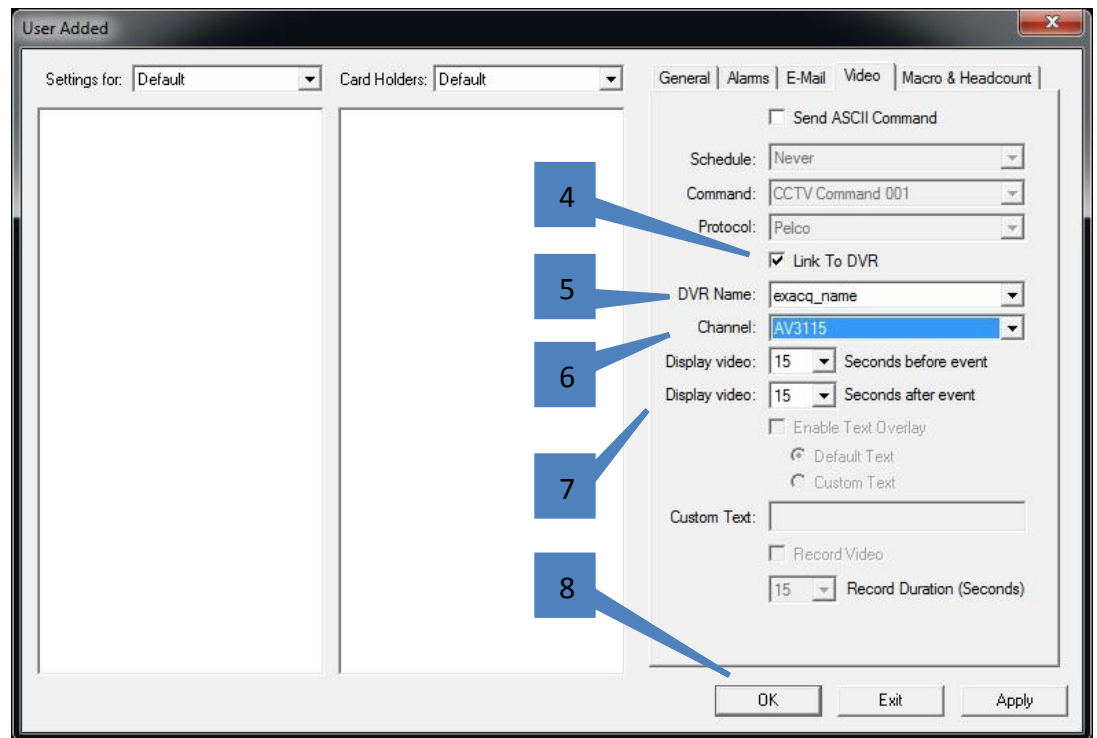 User Added
Settings for: Default
Card Holders: Default
General Alarms E-Mail Video Macro & Headcount
Send ASCII Command
Schedule: Never
4
Command: CCTV Command 001
Protocol: Pelco
Link To DVR
5
DVR Name: exacq_name
Channel: AV3115
6
Display video: 15 Seconds before event
Display video: 15 Seconds after event
Enable Text Overlay
Default Text
Custom Text
7
Custom Text:
Record Video
8
15 Record Duration (Seconds)
OK Exit Apply